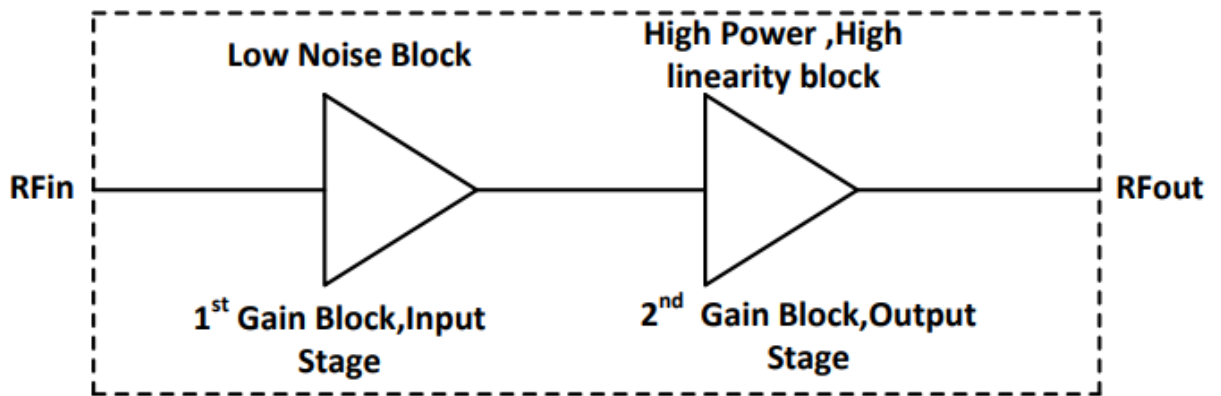 Low Noise Block
High Power ,High
linearity block
RFin
RFout
1st Gain Block,Input
Stage
2nd Gain Block,Output
Stage